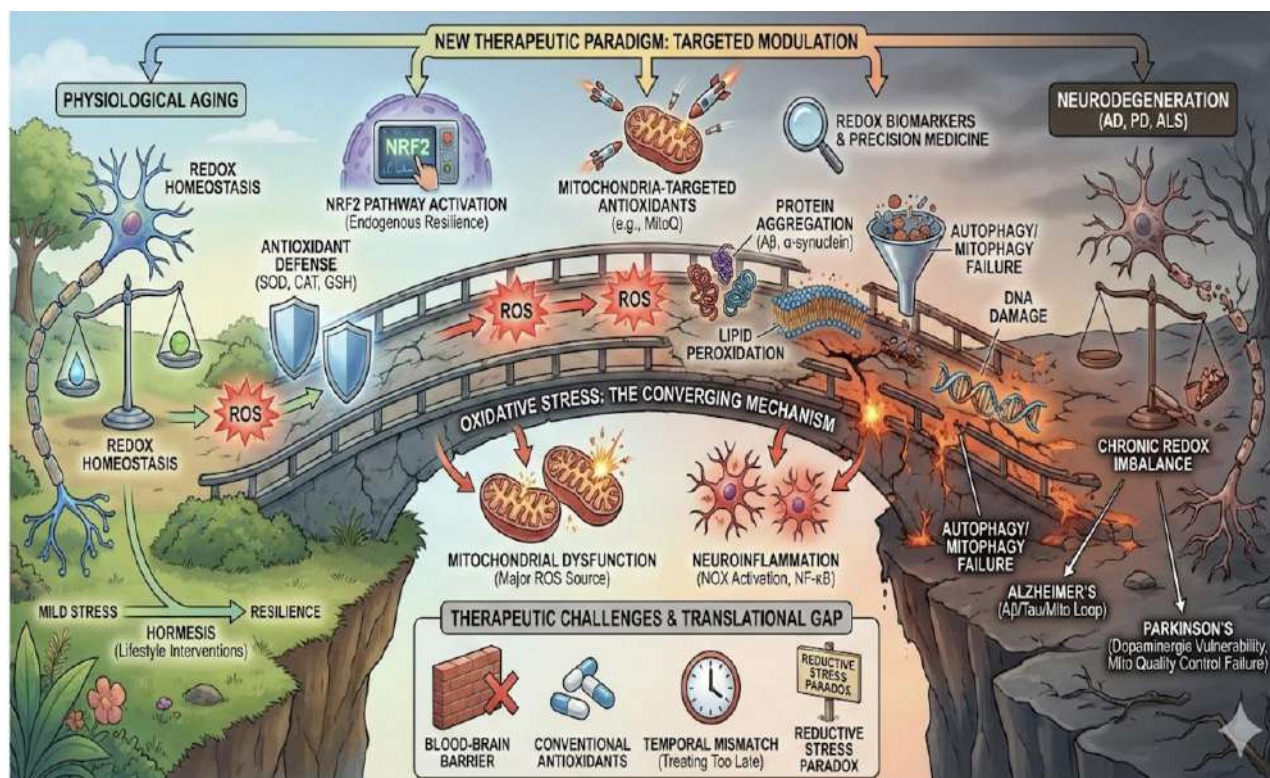 NEW THERAPEUTIC PARADIGM: TARGETED MODULATION
PHYSIOLOGICAL AGING
NEURODEGENERATION
(AD, PD, ALS)
REDOX
HOMEOSTASIS
NRF2
NRF2 PATHWAY ACTIVATION
(Endogenous Resilience)
MITOCHONDRIA-TARGETED
ANTIOXIDANTS
(e.g., MitoQ)
REDOX BIOMARKERS
& PRECISION MEDICINE
ANTIOXIDANT
DEFENSE
(SOD, CAT, GSH)
PROTEIN
AGGREGATION
(Aβ, α-synuclein)
AUTOPHAGY/
MITOPHAGY
FAILURE
ROS
ROS
ROS
LIPID
PEROXIDATION
DNA
DAMAGE
REDOX
HOMEOSTASIS
OXIDATIVE STRESS: THE CONVERGING MECHANISM
CHRONIC REDOX
IMBALANCE
MITOCHONDRIAL DYSFUNCTION
(Major ROS Source)
NEUROINFLAMMATION
(NOX Activation, NF-κB)
AUTOPHAGY/
MITOPHAGY
FAILURE
ALZHEIMER'S
(Aβ/Tau/Mito Loop)
PARKINSON'S
(Dopaminergie Vulnerability,
Mito Quality Control Failure)
MILD STRESS
RESILIENCE
HORMESIS
(Lifestyle Interventions)
THERAPEUTIC CHALLENGES & TRANSLATIONAL GAP
BLOOD-BRAIN
BARRIER
CONVENTIONAL
ANTIOXIDANTS
TEMPORAL MISMATCH
(Treating Too Late)
REDUCTIVE
STRESS
PARADOX
REDUCTIVE
STRESS
PARADOX